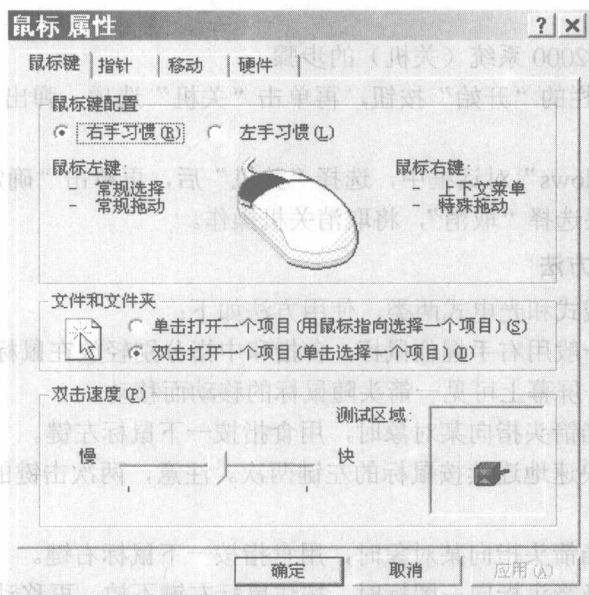 鼠标 属性
鼠标键 指针 移动 硬件
鼠标键配置
右手习惯(R) 左手习惯(L)
鼠标左键: 鼠标右键:
- 常规选择 - 上下文菜单
- 常规拖动 - 特殊拖动
文件和文件夹
单击打开一个项目(用鼠标指向选择一个项目)(S)
双击打开一个项目(单击选择一个项目)(D)
双击速度(P)
测试区域:
慢 快
确定 取消 应用(A)